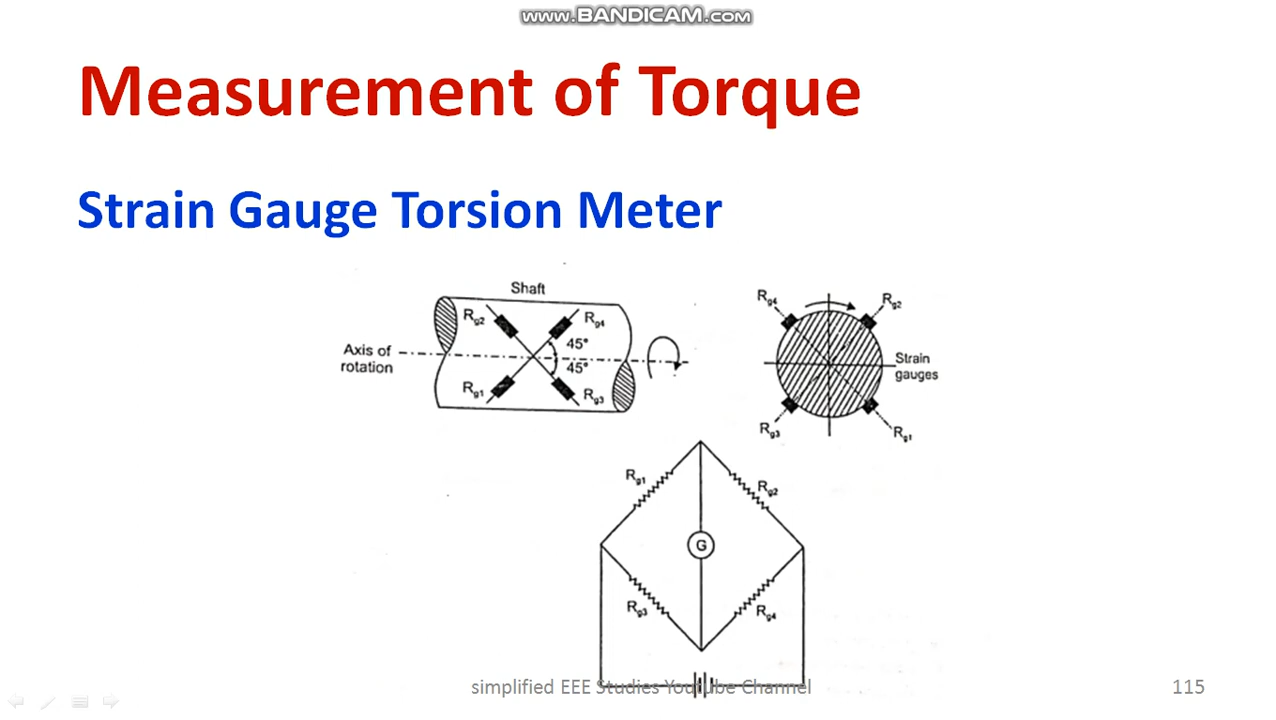 www.BANDICAM.com
Measurement of Torque
Strain Gauge Torsion Meter
Shaft
Rg2
Rg4
45°
Axis of
rotation
45°
Rg1
Rg3
Rg4
Rg2
Strain
gauges
Rg3
Rg1
Rg1
Rg2
G
Rg3
Rg4
simplified EEE Studies YouTube Channel
115